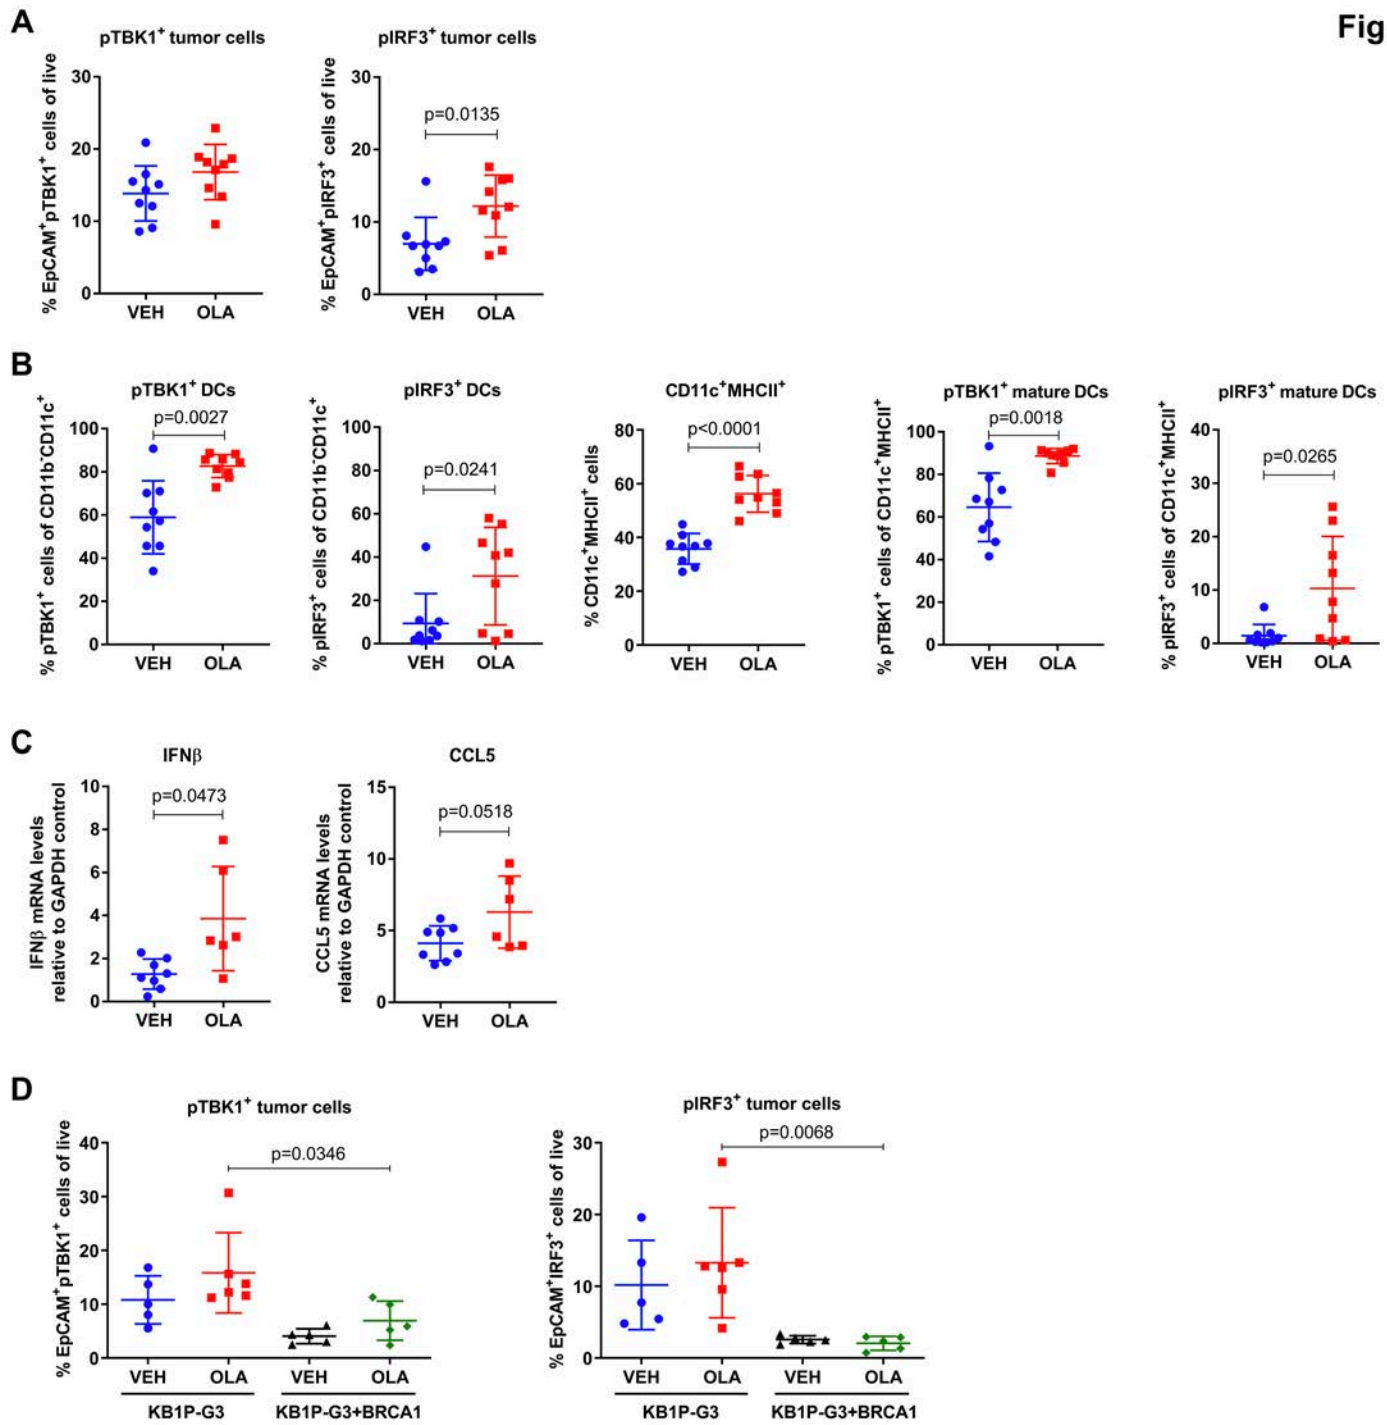 Fig
A
pTBK1⁺ tumor cells
% EpCAM⁺pTBK1⁺ cells of live
30
20
10
0
VEH
OLA
pIRF3⁺ tumor cells
% EpCAM⁺pIRF3⁺ cells of live
30
20
10
0
p=0.0135
VEH
OLA
B
pTBK1⁺ DCs
% pTBK1⁺ cells of CD11b⁻CD11c⁺
100
80
60
40
20
0
p=0.0027
VEH
OLA
pIRF3⁺ DCs
% pIRF3⁺ cells of CD11b⁻CD11c⁺
100
80
60
40
20
0
p=0.0241
VEH
OLA
CD11c⁺MHCII⁺
% CD11c⁺MHCII⁺ cells
80
60
40
20
0
p<0.0001
VEH
OLA
pTBK1⁺ mature DCs
% pTBK1⁺ cells of CD11c⁺MHCII⁺
100
80
60
40
20
0
p=0.0018
VEH
OLA
pIRF3⁺ mature DCs
% pIRF3⁺ cells of CD11c⁺MHCII⁺
40
30
20
10
0
p=0.0265
VEH
OLA
C
IFNβ
IFNβ mRNA levels
relative to GAPDH control
10
8
6
4
2
0
p=0.0473
VEH
OLA
CCL5
CCL5 mRNA levels
relative to GAPDH control
15
10
5
0
p=0.0518
VEH
OLA
D
pTBK1⁺ tumor cells
% EpCAM⁺pTBK1⁺ cells of live
40
30
20
10
0
p=0.0346
VEH
OLA
VEH
OLA
KB1P-G3
KB1P-G3+BRCA1
pIRF3⁺ tumor cells
% EpCAM⁺IRF3⁺ cells of live
30
20
10
0
p=0.0068
VEH
OLA
VEH
OLA
KB1P-G3
KB1P-G3+BRCA1